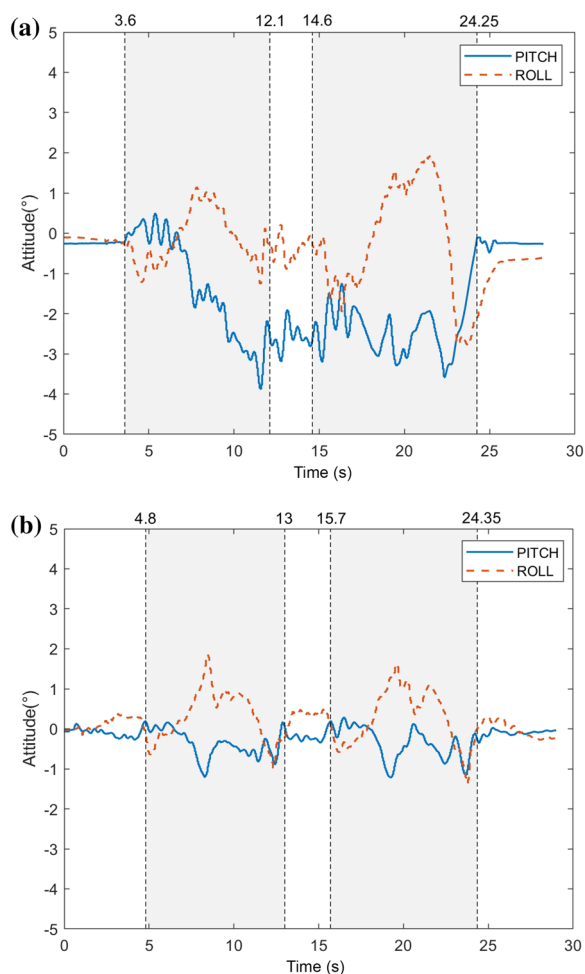 (a)
3.6 12.1 14.6 24.25
5
4
3
2
1
0
-1
-2
-3
-4
-5
Attitude(°)
PITCH
ROLL
0 5 10 15 20 25 30
Time (s)
(b)
4.8 13 15.7 24.35
5
4
3
2
1
0
-1
-2
-3
-4
-5
Attitude(°)
PITCH
ROLL
0 5 10 15 20 25 30
Time (s)